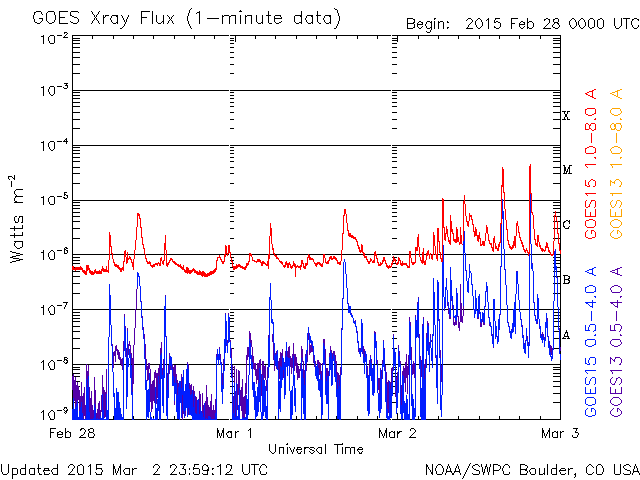 GOES Xray Flux (1-minute data)
Begin: 2015 Feb 28 0000 UTC
10-2
10-3
10-4
10-5
10-6
10-7
10-8
10-9
Watts m-2
X
M
C
B
A
GOES15 1.0-8.0 A
GOES13 1.0-8.0 A
GOES15 0.5-4.0 A
GOES13 0.5-4.0 A
Feb 28 Mar 1 Mar 2 Mar 3
Universal Time
Updated 2015 Mar 2 23:59:12 UTC
NOAA/SWPC Boulder, CO USA